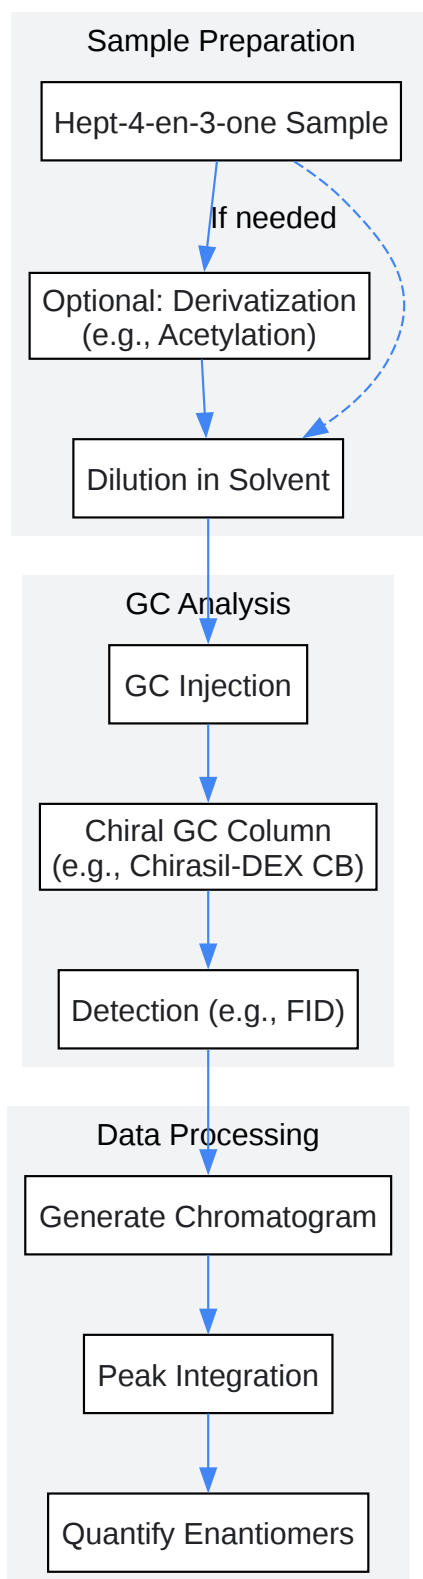 Sample Preparation
Hept-4-en-3-one Sample
If needed
Optional: Derivatization
(e.g., Acetylation)
Dilution in Solvent
GC Analysis
GC Injection
Chiral GC Column
(e.g., Chirasil-DEX CB)
Detection (e.g., FID)
Data Processing
Generate Chromatogram
Peak Integration
Quantify Enantiomers